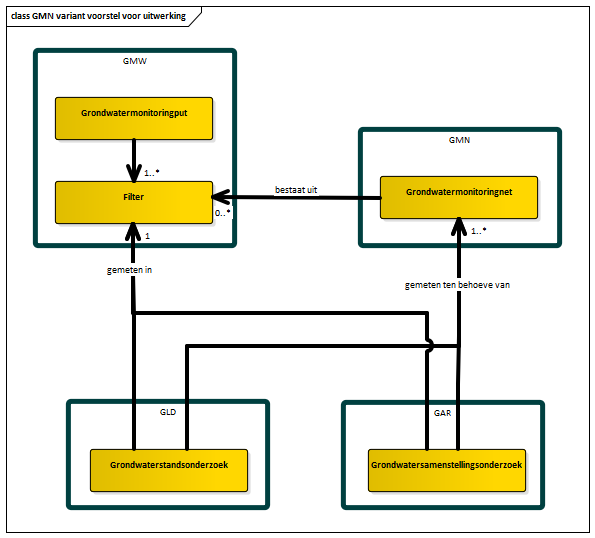 class GMN variant voorstel voor uitwerking
GMW
Grondwatermonitoringput
1..*
Filter
0..*
1
bestaat uit
GMN
Grondwatermonitoringnet
1..*
gemeten in
gemeten ten behoeve van
GLD
Grondwaterstandsonderzoek
GAR
Grondwatersamenstellingsonderzoek